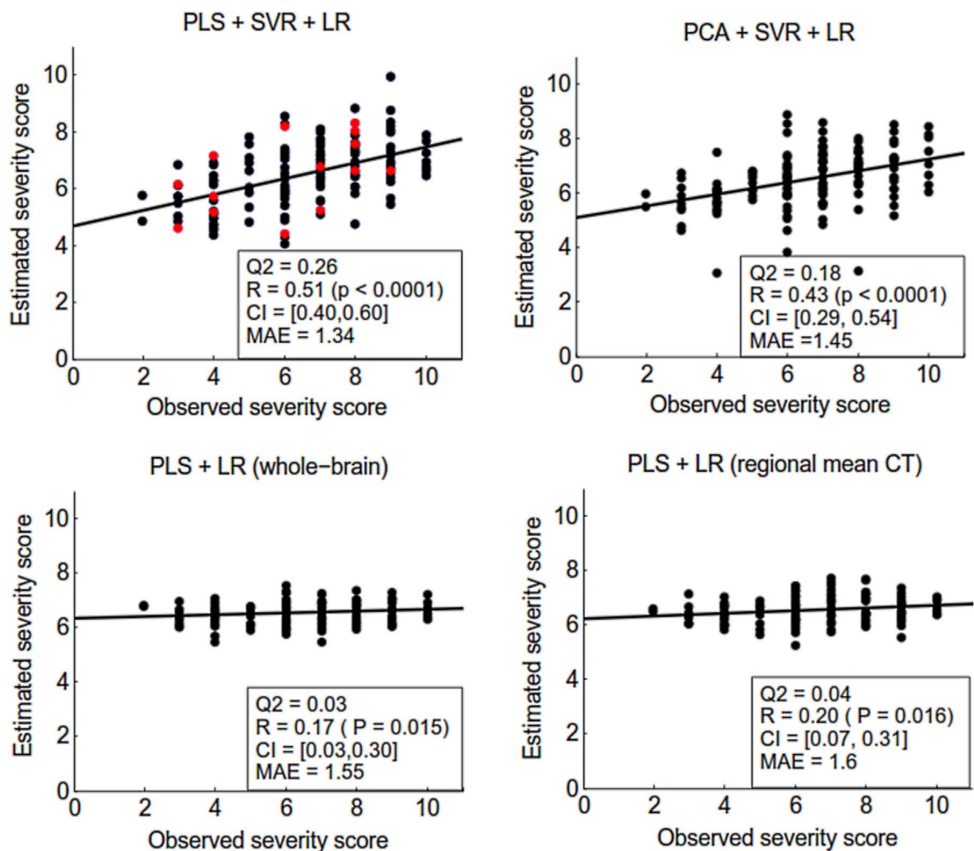 PLS + SVR + LR
Estimated severity score
10
8
6
4
2
0
Q2 = 0.26
R = 0.51 (p < 0.0001)
CI = [0.40,0.60]
MAE = 1.34
0 2 4 6 8 10
Observed severity score
PCA + SVR + LR
Estimated severity score
10
8
6
4
2
0
Q2 = 0.18
R = 0.43 (p < 0.0001)
CI = [0.29, 0.54]
MAE =1.45
0 2 4 6 8 10
Observed severity score
PLS + LR (whole−brain)
Estimated severity score
10
8
6
4
2
0
Q2 = 0.03
R = 0.17 ( P = 0.015)
CI = [0.03,0.30]
MAE = 1.55
0 2 4 6 8 10
Observed severity score
PLS + LR (regional mean CT)
Estimated severity score
10
8
6
4
2
0
Q2 = 0.04
R = 0.20 ( P = 0.016)
CI = [0.07, 0.31]
MAE = 1.6
0 2 4 6 8 10
Observed severity score